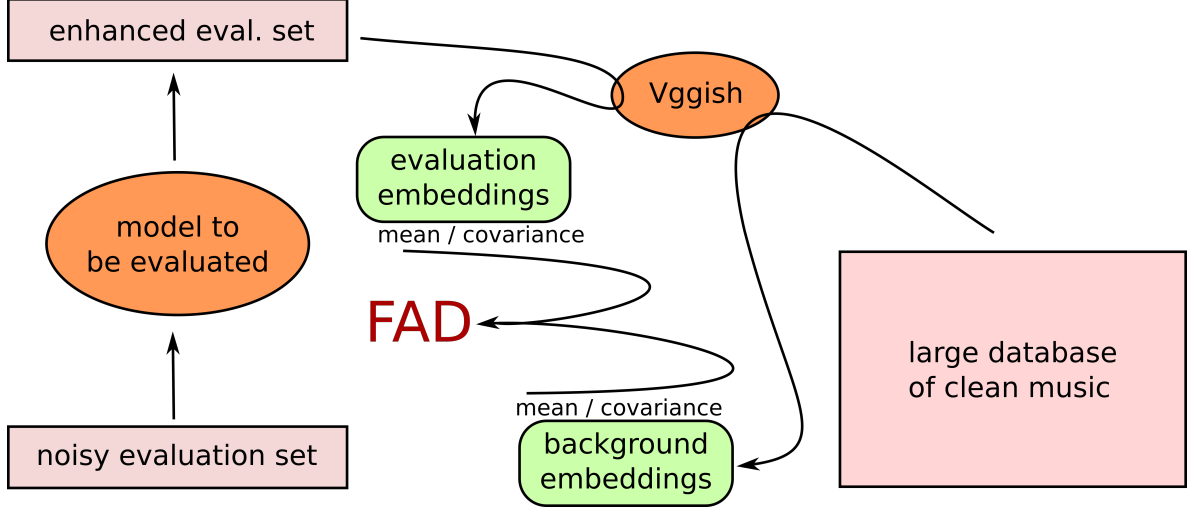 enhanced eval. set
Vggish
evaluation
embeddings
mean / covariance
model to
be evaluated
FAD
large database
of clean music
mean / covariance
background
embeddings
noisy evaluation set